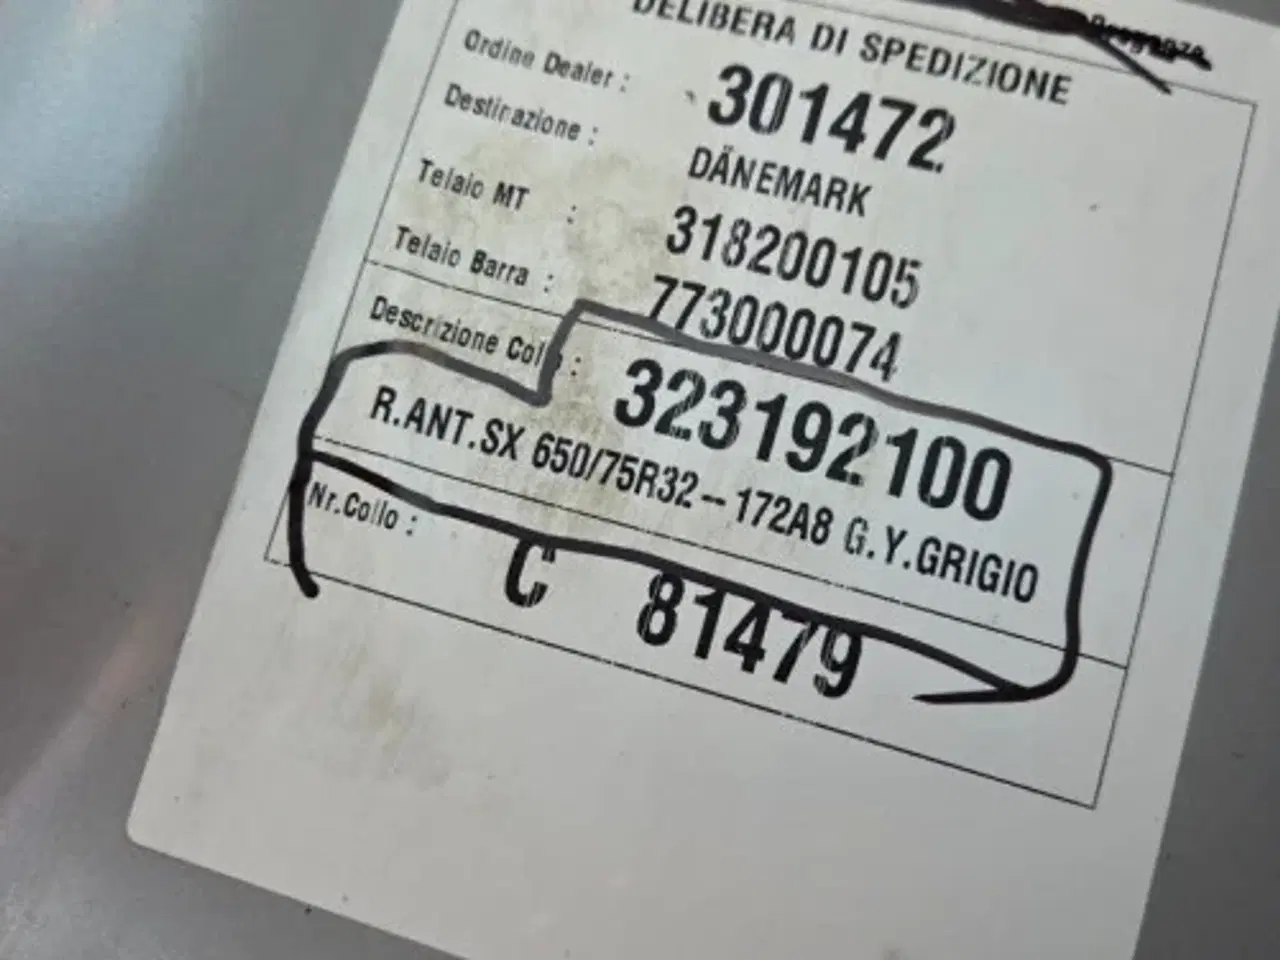 DELIBERA DI SPEDIZIONE
Ordine Dealer : 301472
Destinazione : DÄNEMARK
Telaio MT : 318200105
Telaio Barra : 773000074
Descrizione Collo : 323192100
R.ANT.SX 650/75R32-172A8 G.Y.GRIGIO
Nr.Collo : C 81479